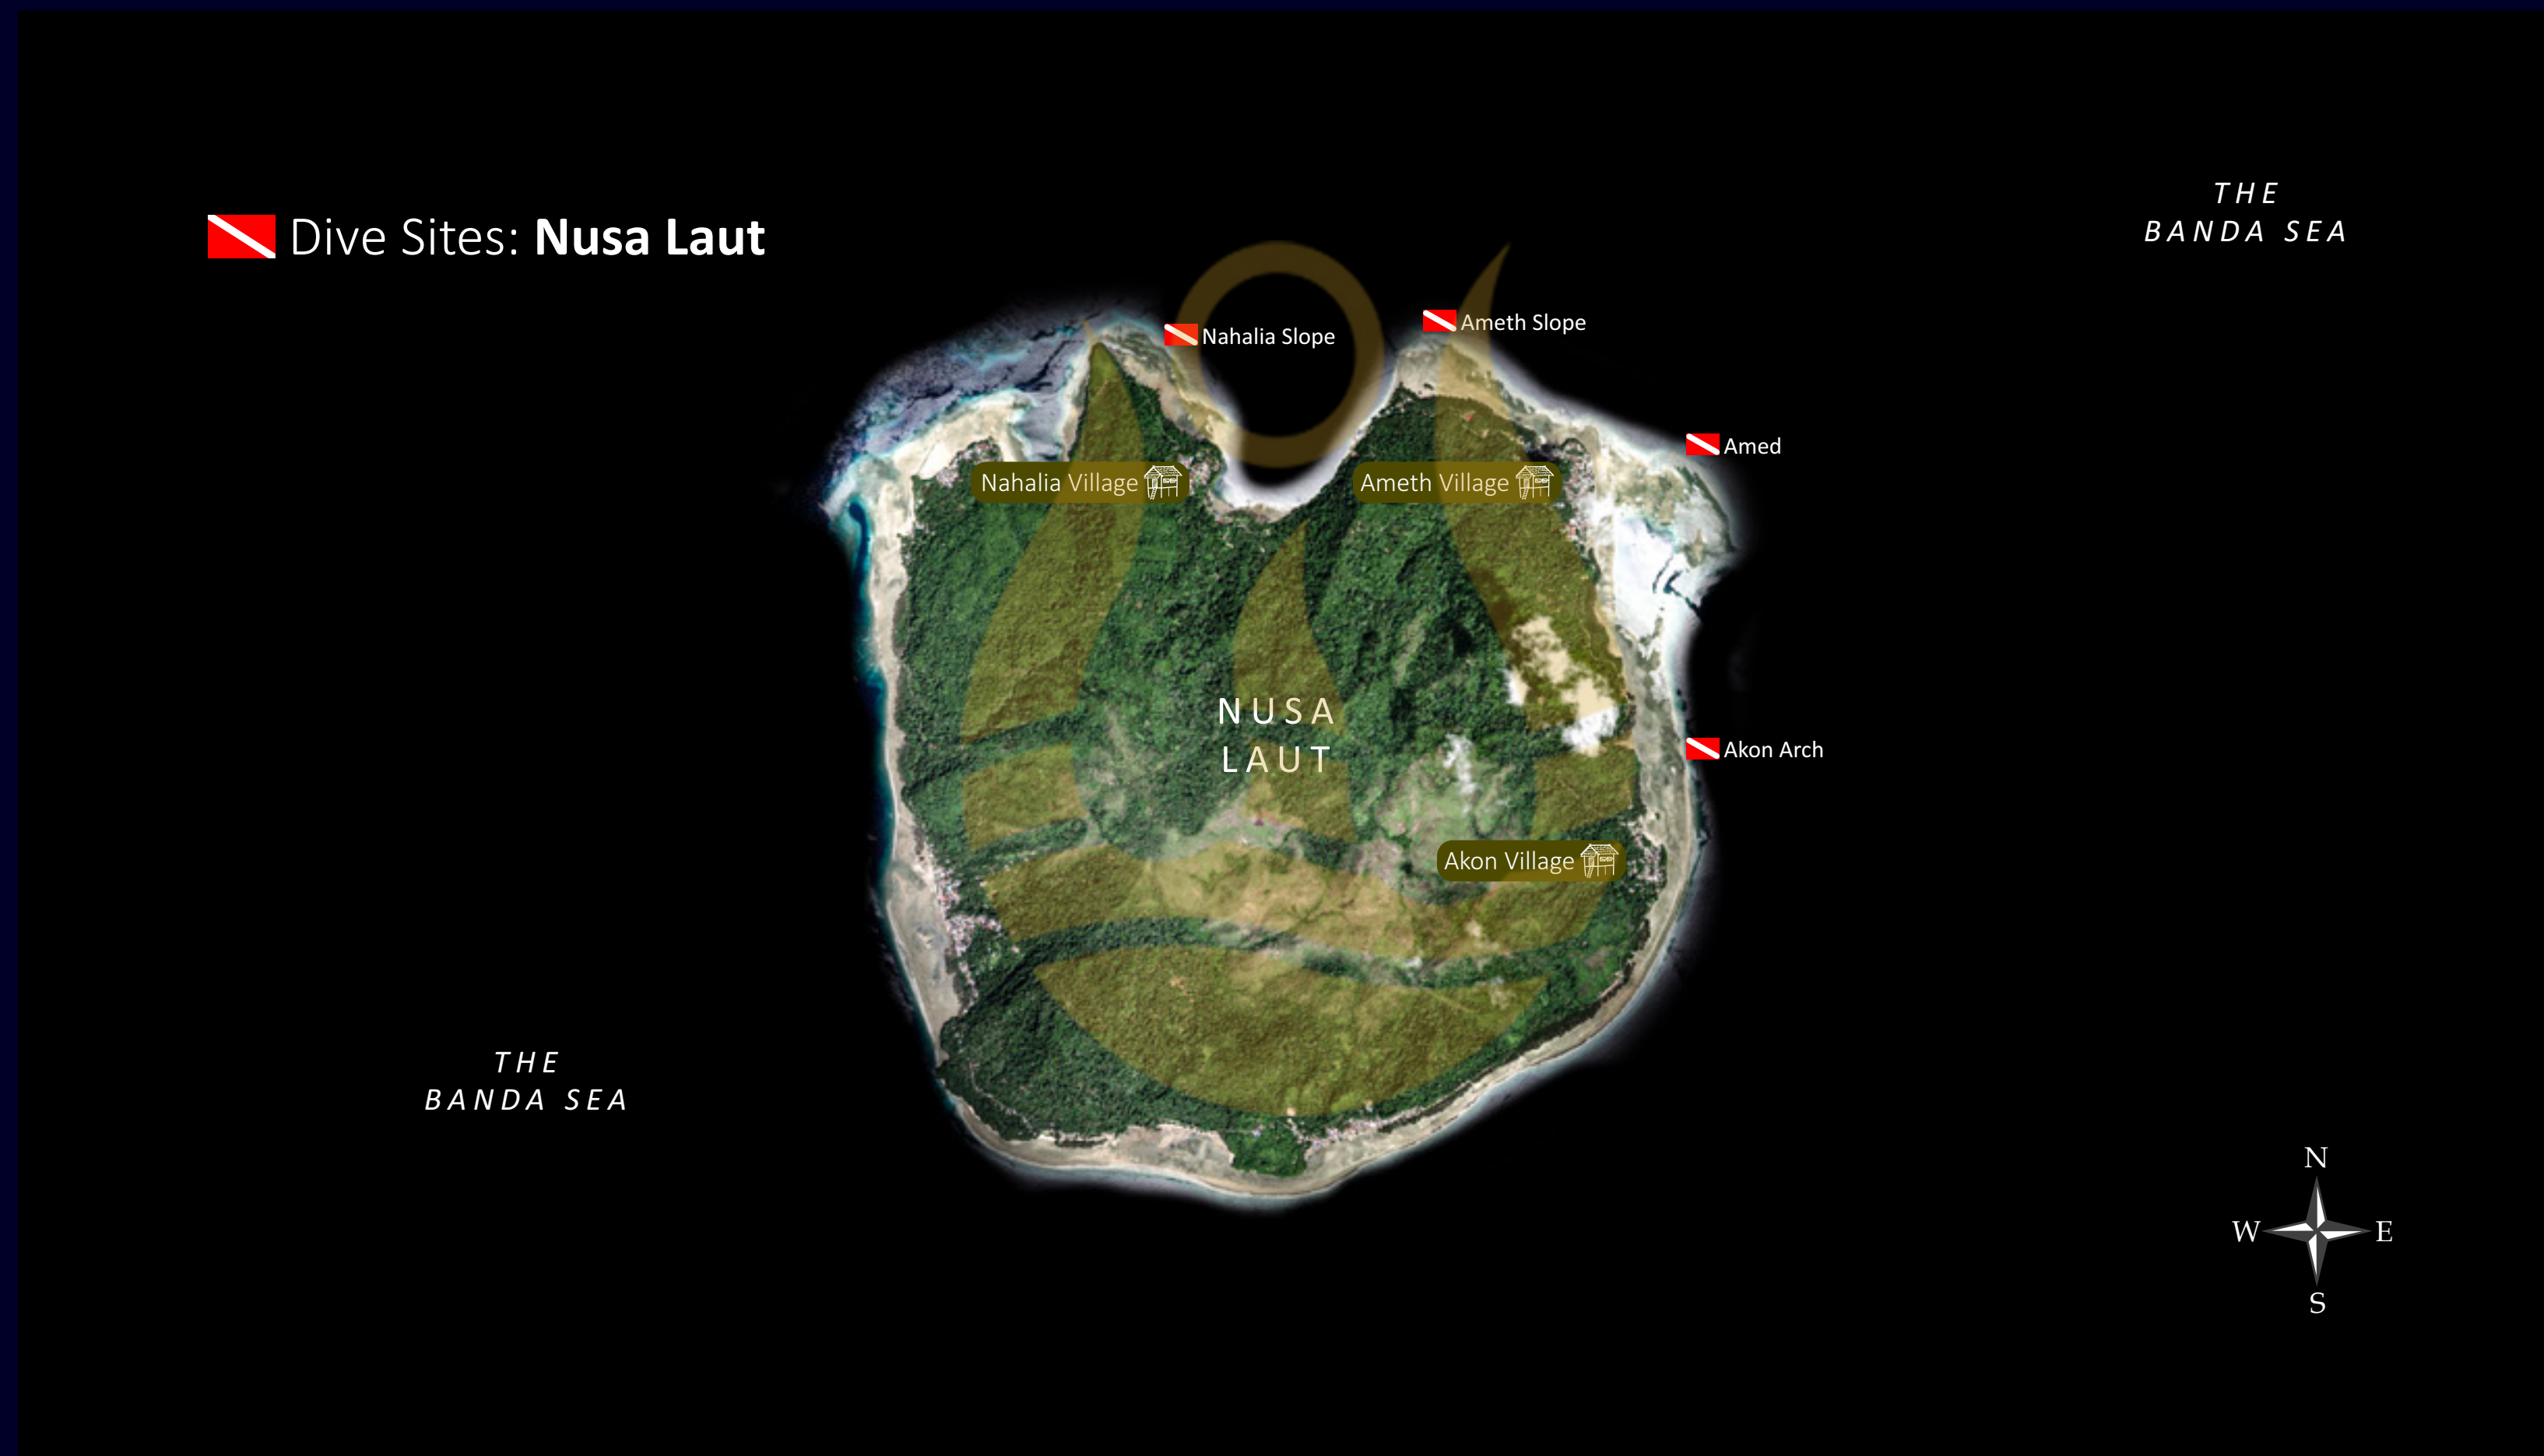 Dive Sites: Nusa Laut
THE
BANDA SEA
Nahalia Slope
Ameth Slope
Amed
Nahalia Village
Ameth Village
NUSA
LAUT
Akon Arch
Akon Village
THE
BANDA SEA
N
W
E
S